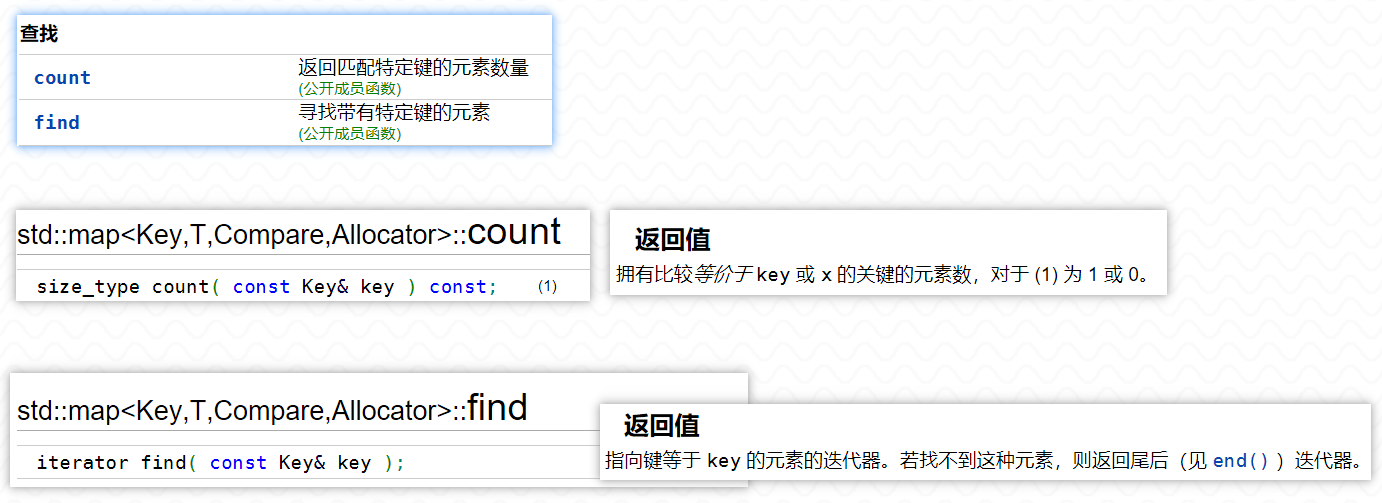 查找
count 返回匹配特定键的元素数量
(公开成员函数)
find 寻找带有特定键的元素
(公开成员函数)
std::map<Key,T,Compare,Allocator>::count
size_type count( const Key& key ) const; (1)
返回值
拥有比较等价于 key 或 x 的关键的元素数，对于 (1) 为 1 或 0。
std::map<Key,T,Compare,Allocator>::find
iterator find( const Key& key );
返回值
指向键等于 key 的元素的迭代器。若找不到这种元素，则返回尾后（见 end() ）迭代器。